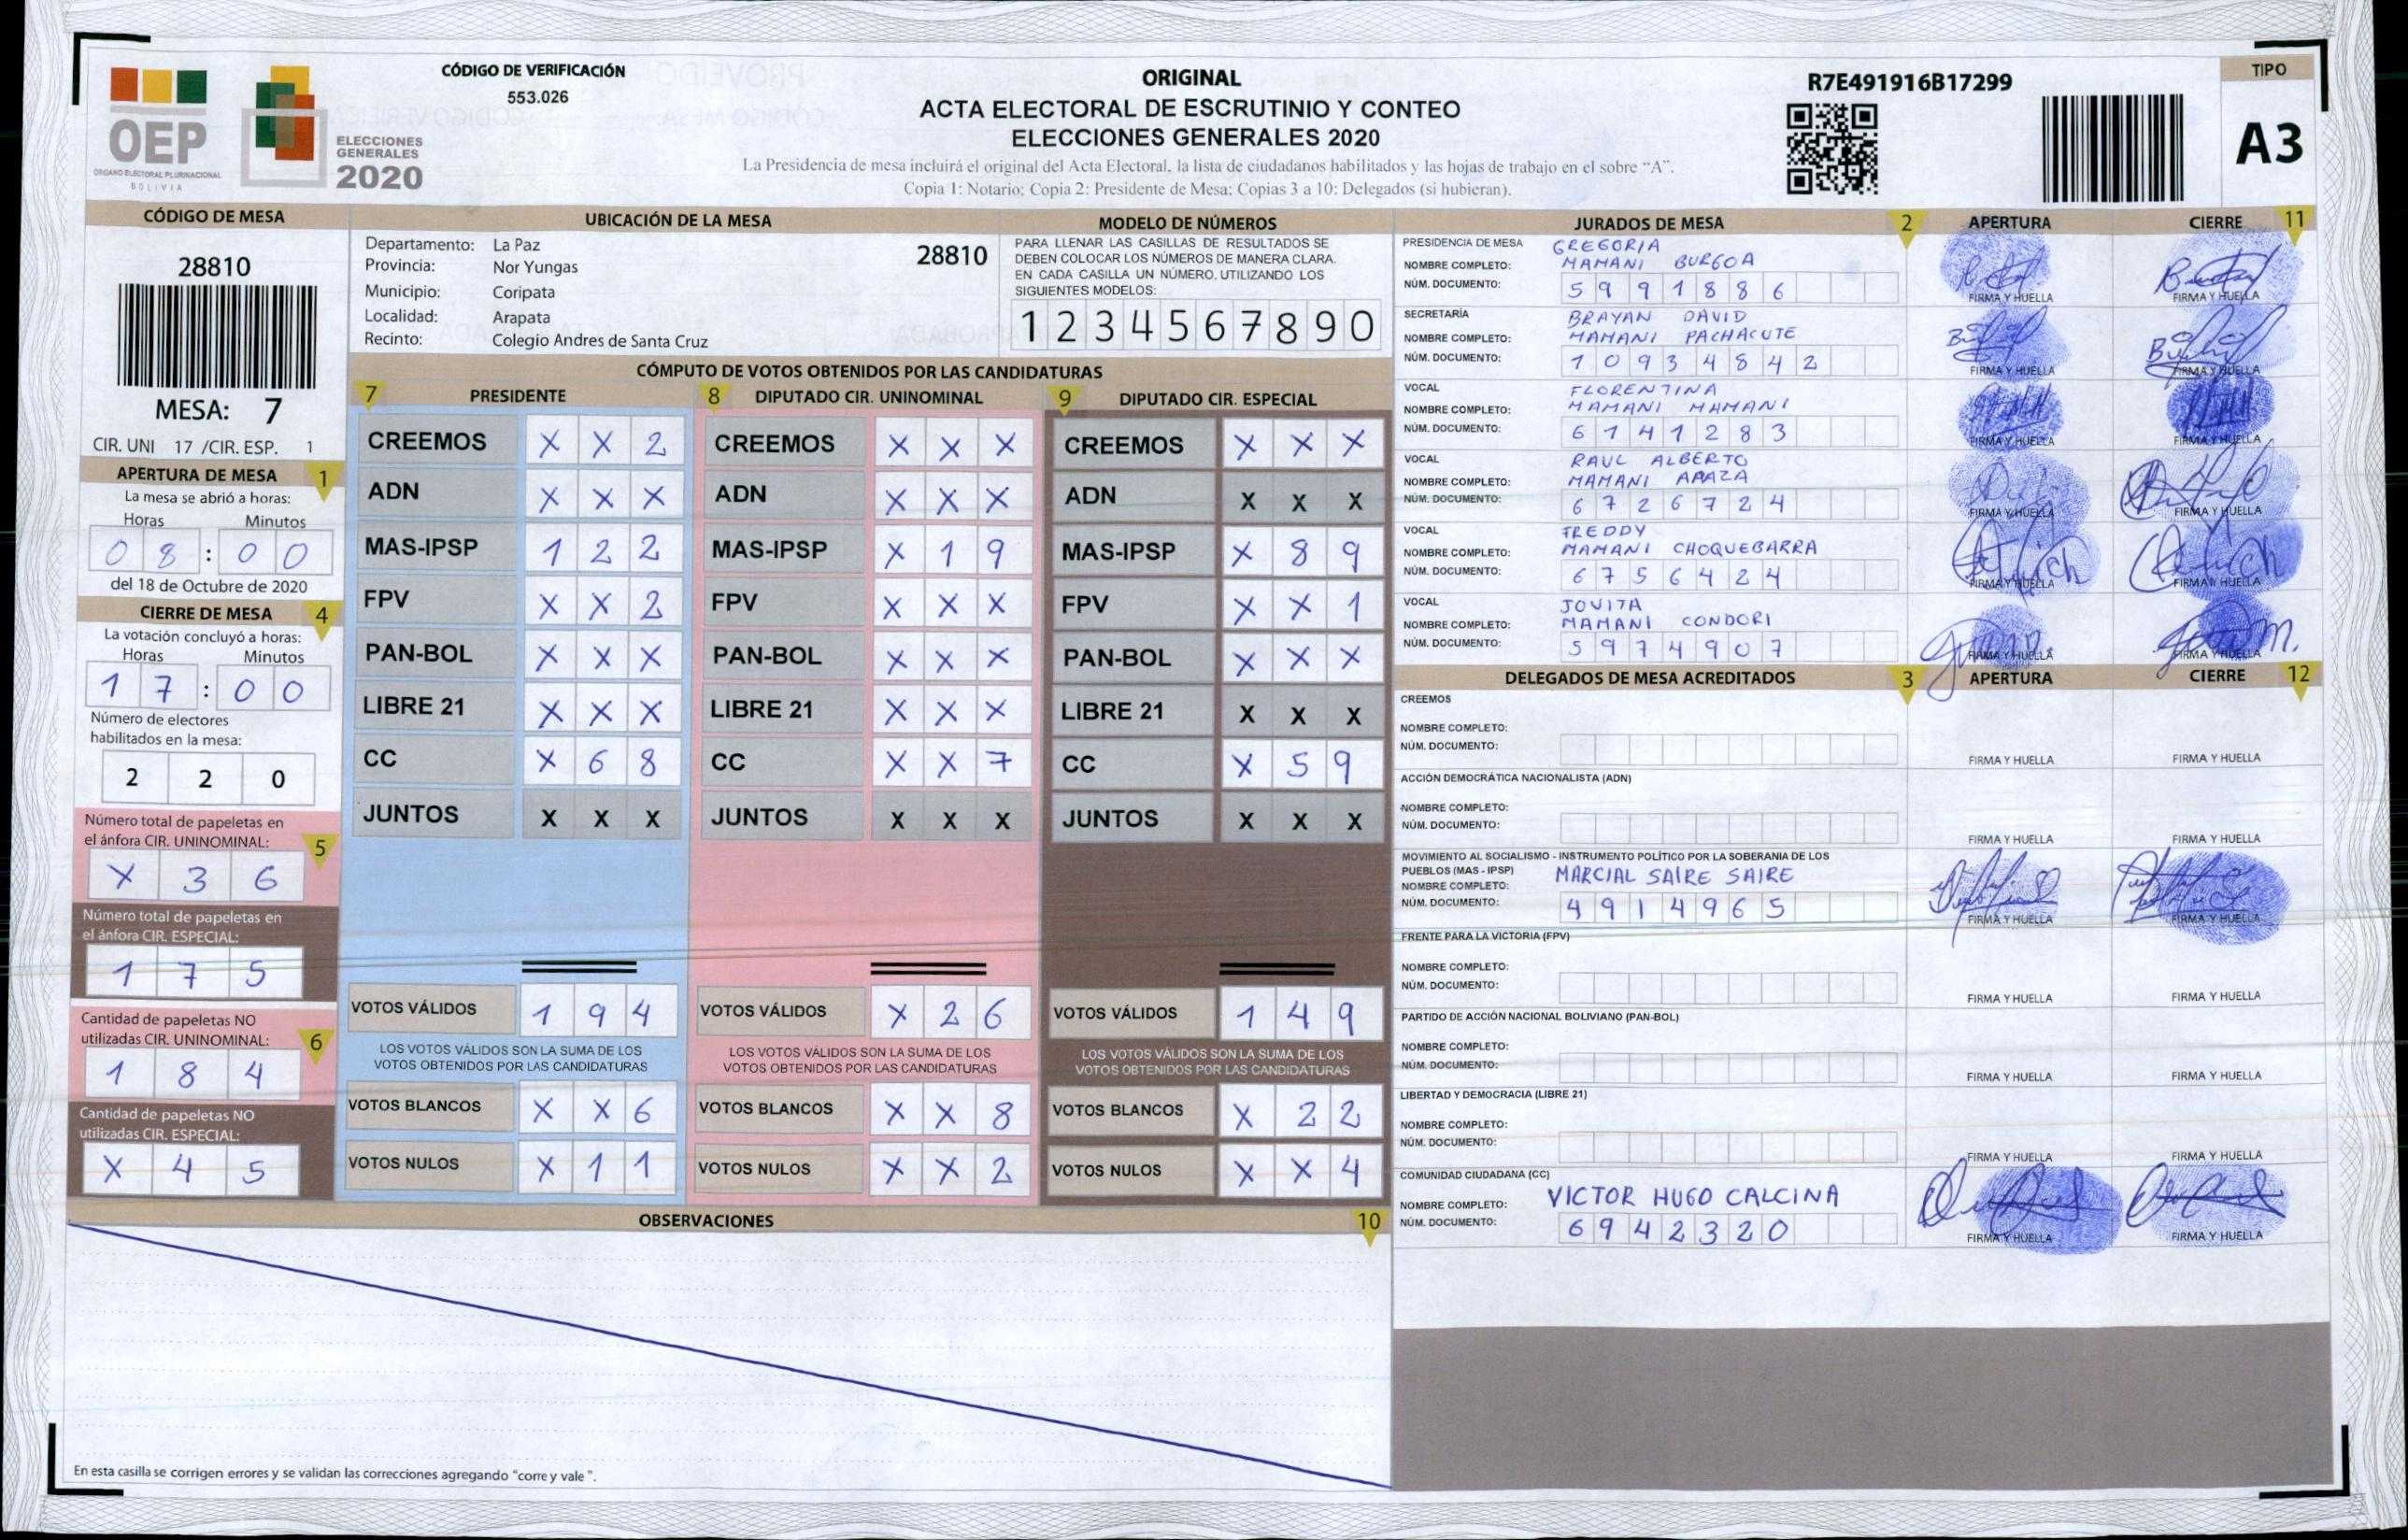 CÓDIGO DE VERIFICACIÓN
553.026
OEP
ÓRGANO ELECTORAL PLURINACIONAL
BOLIVIA
ELECCIONES
GENERALES
2020
ORIGINAL
ACTA ELECTORAL DE ESCRUTINIO Y CONTEO
ELECCIONES GENERALES 2020
La Presidencia de mesa incluirá el original del Acta Electoral, la lista de ciudadanos habilitados y las hojas de trabajo en el sobre “A”.
Copia 1: Notario; Copia 2: Presidente de Mesa; Copias 3 a 10: Delegados (si hubieran).
R7E491916B17299
TIPO
A3
CÓDIGO DE MESA
28810
MESA: 7
CIR. UNI 17 /CIR. ESP. 1
APERTURA DE MESA 1
La mesa se abrió a horas:
Horas Minutos
0 8 : 0 0
del 18 de Octubre de 2020
CIERRE DE MESA 4
La votación concluyó a horas:
Horas Minutos
1 7 : 0 0
Número de electores
habilitados en la mesa:
2 2 0
Número total de papeletas en
el ánfora CIR. UNINOMINAL: 5
X 3 6
Número total de papeletas en
el ánfora CIR. ESPECIAL:
1 7 5
Cantidad de papeletas NO
utilizadas CIR. UNINOMINAL: 6
1 8 4
Cantidad de papeletas NO
utilizadas CIR. ESPECIAL:
X 4 5
UBICACIÓN DE LA MESA
Departamento: La Paz 28810
Provincia: Nor Yungas
Municipio: Coripata
Localidad: Arapata
Recinto: Colegio Andres de Santa Cruz
MODELO DE NÚMEROS
PARA LLENAR LAS CASILLAS DE RESULTADOS SE
DEBEN COLOCAR LOS NÚMEROS DE MANERA CLARA.
EN CADA CASILLA UN NÚMERO. UTILIZANDO LOS
SIGUIENTES MODELOS:
1 2 3 4 5 6 7 8 9 0
CÓMPUTO DE VOTOS OBTENIDOS POR LAS CANDIDATURAS
7 PRESIDENTE 8 DIPUTADO CIR. UNINOMINAL 9 DIPUTADO CIR. ESPECIAL
CREEMOS X X 2 CREEMOS X X X CREEMOS X X X
ADN X X X ADN X X X ADN X X X
MAS-IPSP 1 2 2 MAS-IPSP X 1 9 MAS-IPSP X 8 9
FPV X X 2 FPV X X X FPV X X 1
PAN-BOL X X X PAN-BOL X X X PAN-BOL X X X
LIBRE 21 X X X LIBRE 21 X X X LIBRE 21 X X X
CC X 6 8 CC X X 7 CC X 5 9
JUNTOS X X X JUNTOS X X X JUNTOS X X X
VOTOS VÁLIDOS 1 9 4 VOTOS VÁLIDOS X 2 6 VOTOS VÁLIDOS 1 4 9
LOS VOTOS VÁLIDOS SON LA SUMA DE LOS LOS VOTOS VÁLIDOS SON LA SUMA DE LOS LOS VOTOS VÁLIDOS SON LA SUMA DE LOS
VOTOS OBTENIDOS POR LAS CANDIDATURAS VOTOS OBTENIDOS POR LAS CANDIDATURAS VOTOS OBTENIDOS POR LAS CANDIDATURAS
VOTOS BLANCOS X X 6 VOTOS BLANCOS X X 8 VOTOS BLANCOS X 2 2
VOTOS NULOS X 1 1 VOTOS NULOS X X 2 VOTOS NULOS X X 4
OBSERVACIONES 10
En esta casilla se corrigen errores y se validan las correcciones agregando “corre y vale ”.
JURADOS DE MESA 2 APERTURA CIERRE 11
PRESIDENCIA DE MESA GREGORIA
NOMBRE COMPLETO: MAMANI BURGOA
NÚM. DOCUMENTO: 5 9 9 1 8 8 6
FIRMA Y HUELLA FIRMA Y HUELLA
SECRETARÍA BRAYAN DAVID
NOMBRE COMPLETO: MAMANI PACHACUTE
NÚM. DOCUMENTO: 1 0 9 3 4 8 4 2
FIRMA Y HUELLA FIRMA Y HUELLA
VOCAL FLORENTINA
NOMBRE COMPLETO: MAMANI MAMANI
NÚM. DOCUMENTO: 6 1 4 1 2 8 3
FIRMA Y HUELLA FIRMA Y HUELLA
VOCAL RAUL ALBERTO
NOMBRE COMPLETO: MAMANI APAZA
NÚM. DOCUMENTO: 6 7 2 6 7 2 4
FIRMA Y HUELLA FIRMA Y HUELLA
VOCAL FREDDY
NOMBRE COMPLETO: MAMANI CHOQUEBARRA
NÚM. DOCUMENTO: 6 7 5 6 4 2 4
FIRMA Y HUELLA FIRMA Y HUELLA
VOCAL JOVITA
NOMBRE COMPLETO: MAMANI CONDORI
NÚM. DOCUMENTO: 5 9 7 4 9 0 7
FIRMA Y HUELLA FIRMA Y HUELLA
DELEGADOS DE MESA ACREDITADOS 3 APERTURA CIERRE 12
CREEMOS
NOMBRE COMPLETO:
NÚM. DOCUMENTO:
FIRMA Y HUELLA FIRMA Y HUELLA
ACCIÓN DEMOCRÁTICA NACIONALISTA (ADN)
NOMBRE COMPLETO:
NÚM. DOCUMENTO:
FIRMA Y HUELLA FIRMA Y HUELLA
MOVIMIENTO AL SOCIALISMO - INSTRUMENTO POLÍTICO POR LA SOBERANIA DE LOS
PUEBLOS (MAS - IPSP) MARCIAL SAIRE SAIRE
NOMBRE COMPLETO:
NÚM. DOCUMENTO: 4 9 1 4 9 6 5
FIRMA Y HUELLA FIRMA Y HUELLA
FRENTE PARA LA VICTORIA (FPV)
NOMBRE COMPLETO:
NÚM. DOCUMENTO:
FIRMA Y HUELLA FIRMA Y HUELLA
PARTIDO DE ACCIÓN NACIONAL BOLIVIANO (PAN-BOL)
NOMBRE COMPLETO:
NÚM. DOCUMENTO:
FIRMA Y HUELLA FIRMA Y HUELLA
LIBERTAD Y DEMOCRACIA (LIBRE 21)
NOMBRE COMPLETO:
NÚM. DOCUMENTO:
FIRMA Y HUELLA FIRMA Y HUELLA
COMUNIDAD CIUDADANA (CC)
NOMBRE COMPLETO: VICTOR HUGO CALCINA
NÚM. DOCUMENTO: 6 9 4 2 3 2 0
FIRMA Y HUELLA FIRMA Y HUELLA